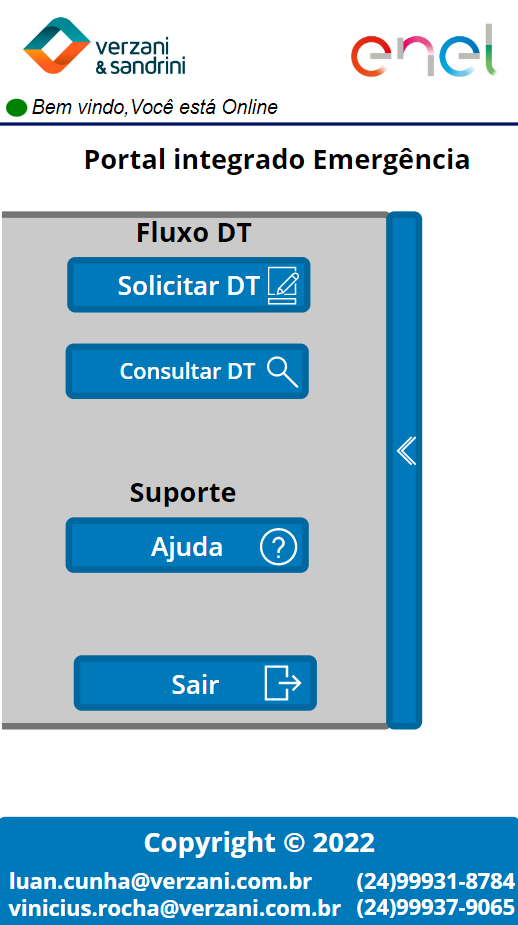 verzani
& sandrini
enel
Bem vindo,Você está Online
Portal integrado Emergência
Fluxo DT
Solicitar DT
Consultar DT
Suporte
Ajuda
?
Sair
Copyright © 2022
luan.cunha@verzani.com.br (24)99931-8784
vinicius.rocha@verzani.com.br (24)99937-9065